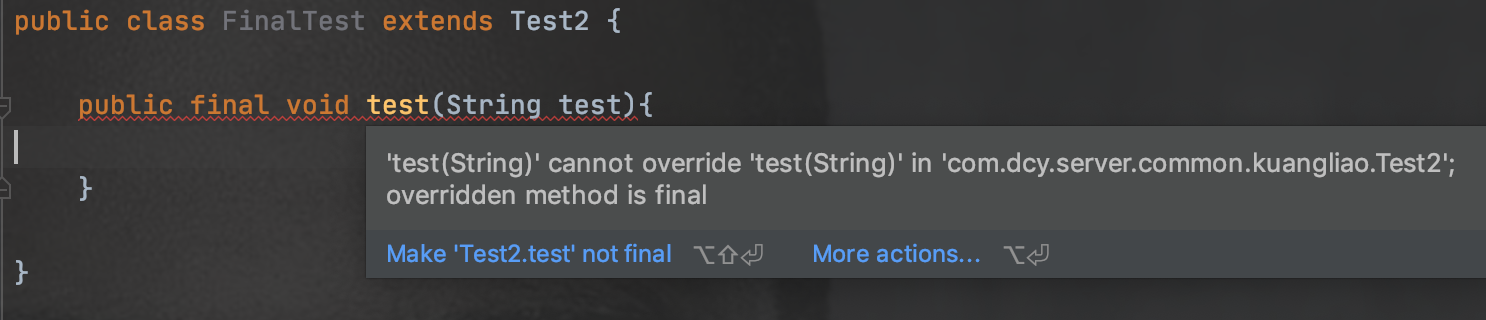 public class FinalTest extends Test2 {
public final void test(String test){
'test(String)' cannot override 'test(String)' in 'com.dcy.server.common.kuangliao.Test2';
overridden method is final
Make 'Test2.test' not final ⌥⇧⏎ More actions... ⌥⏎
}
}